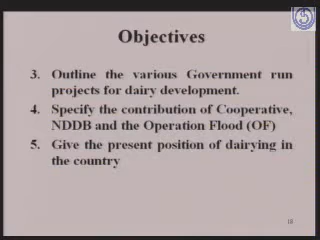 Objectives
3. Outline the various Government run
projects for dairy development.
4. Specify the contribution of Cooperative,
NDDB and the Operation Flood (OF)
5. Give the present position of dairying in
the country
18